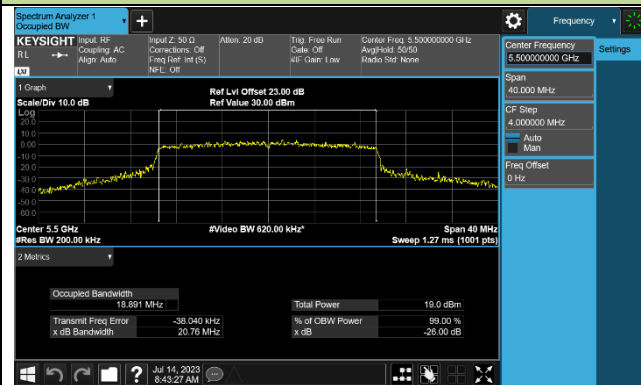 Spectrum Analyzer 1
Occupied BW
Frequency
KEYSIGHT
Input: RF
Input Z: 50 Ω
Atten: 20 dB
Trig: Free Run
Center Freq: 5.500000000 GHz
RL
Coupling: AC
Corrections: Off
Gate: Off
Avg|Hold: 50/50
Align: Auto
Freq Ref: Int (S)
#IF Gain: Low
Radio Std: None
LXI
NFE: Off
Center Frequency
5.500000000 GHz
Settings
Span
40.000 MHz
CF Step
4.000000 MHz
Auto
Man
Freq Offset
0 Hz
1 Graph
Ref Lvl Offset 23.00 dB
Scale/Div 10.0 dB
Ref Value 30.00 dBm
Log
20.0
10.0
0.00
-10.0
-20.0
-30.0
-40.0
-50.0
-60.0
Center 5.5 GHz
#Video BW 620.00 kHz*
Span 40 MHz
#Res BW 200.00 kHz
Sweep 1.27 ms (1001 pts)
2 Metrics
Occupied Bandwidth
18.891 MHz
Total Power
19.0 dBm
Transmit Freq Error
-38.040 kHz
% of OBW Power
99.00 %
x dB Bandwidth
20.76 MHz
x dB
-26.00 dB
?
Jul 14, 2023
8:43:27 AM